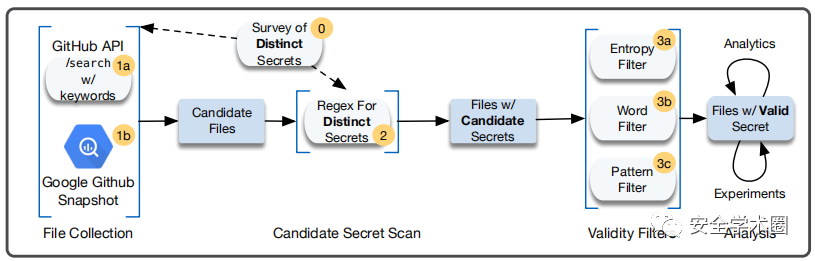 GitHub API
/search
w/
keywords
1a
1b
Google Github
Snapshot
File Collection
Survey of
Distinct
Secrets
0
Candidate
Files
Regex For
Distinct
Secrets
2
Files w/
Candidate
Secrets
Candidate Secret Scan
3a
Entropy
Filter
3b
Word
Filter
3c
Pattern
Filter
Validity Filters
Analytics
Files w/ Valid
Secret
Experiments
Analysis
安全学术圈